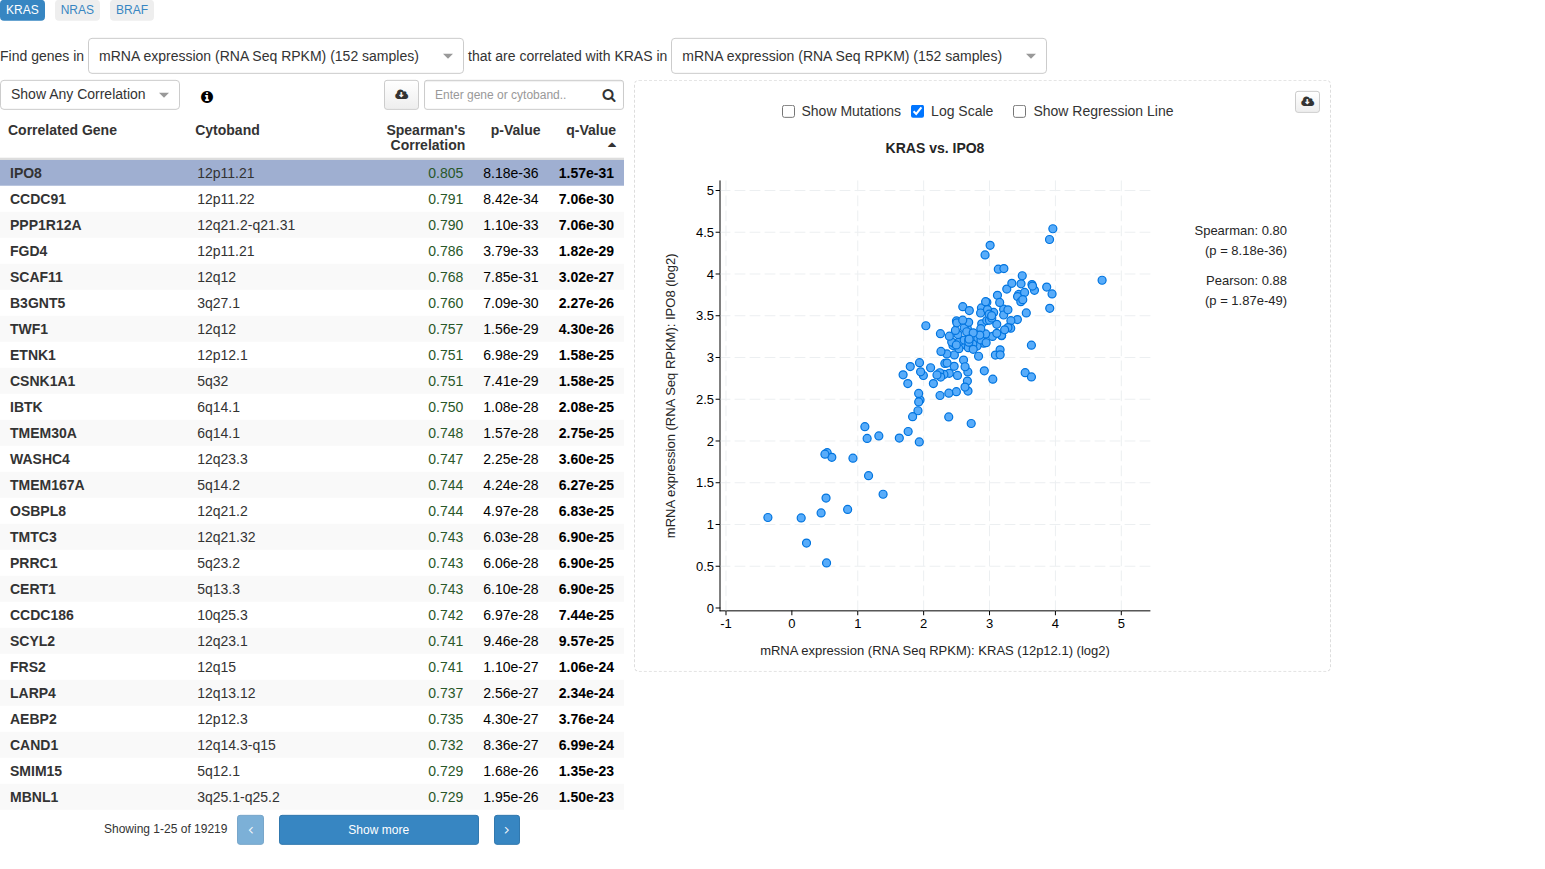 KRAS NRAS BRAF
Find genes in mRNA expression (RNA Seq RPKM) (152 samples) that are correlated with KRAS in mRNA expression (RNA Seq RPKM) (152 samples)
Show Any Correlation Enter gene or cytoband..
Correlated Gene Cytoband Spearman's Correlation p-Value q-Value
IPO8 12p11.21 0.805 8.18e-36 1.57e-31
CCDC91 12p11.22 0.791 8.42e-34 7.06e-30
PPP1R12A 12q21.2-q21.31 0.790 1.10e-33 7.06e-30
FGD4 12p11.21 0.786 3.79e-33 1.82e-29
SCAF11 12q12 0.768 7.85e-31 3.02e-27
B3GNT5 3q27.1 0.760 7.09e-30 2.27e-26
TWF1 12q12 0.757 1.56e-29 4.30e-26
ETNK1 12p12.1 0.751 6.98e-29 1.58e-25
CSNK1A1 5q32 0.751 7.41e-29 1.58e-25
IBTK 6q14.1 0.750 1.08e-28 2.08e-25
TMEM30A 6q14.1 0.748 1.57e-28 2.75e-25
WASHC4 12q23.3 0.747 2.25e-28 3.60e-25
TMEM167A 5q14.2 0.744 4.24e-28 6.27e-25
OSBPL8 12q21.2 0.744 4.97e-28 6.83e-25
TMTC3 12q21.32 0.743 6.03e-28 6.90e-25
PRRC1 5q23.2 0.743 6.06e-28 6.90e-25
CERT1 5q13.3 0.743 6.10e-28 6.90e-25
CCDC186 10q25.3 0.742 6.97e-28 7.44e-25
SCYL2 12q23.1 0.741 9.46e-28 9.57e-25
FRS2 12q15 0.741 1.10e-27 1.06e-24
LARP4 12q13.12 0.737 2.56e-27 2.34e-24
AEBP2 12p12.3 0.735 4.30e-27 3.76e-24
CAND1 12q14.3-q15 0.732 8.36e-27 6.99e-24
SMIM15 5q12.1 0.729 1.68e-26 1.35e-23
MBNL1 3q25.1-q25.2 0.729 1.95e-26 1.50e-23
Showing 1-25 of 19219 ‹ Show more ›
Show Mutations Log Scale Show Regression Line
KRAS vs. IPO8
mRNA expression (RNA Seq RPKM): IPO8 (log2)
5
4.5
4
3.5
3
2.5
2
1.5
1
0.5
0
-1 0 1 2 3 4 5
mRNA expression (RNA Seq RPKM): KRAS (12p12.1) (log2)
Spearman: 0.80
(p = 8.18e-36)
Pearson: 0.88
(p = 1.87e-49)